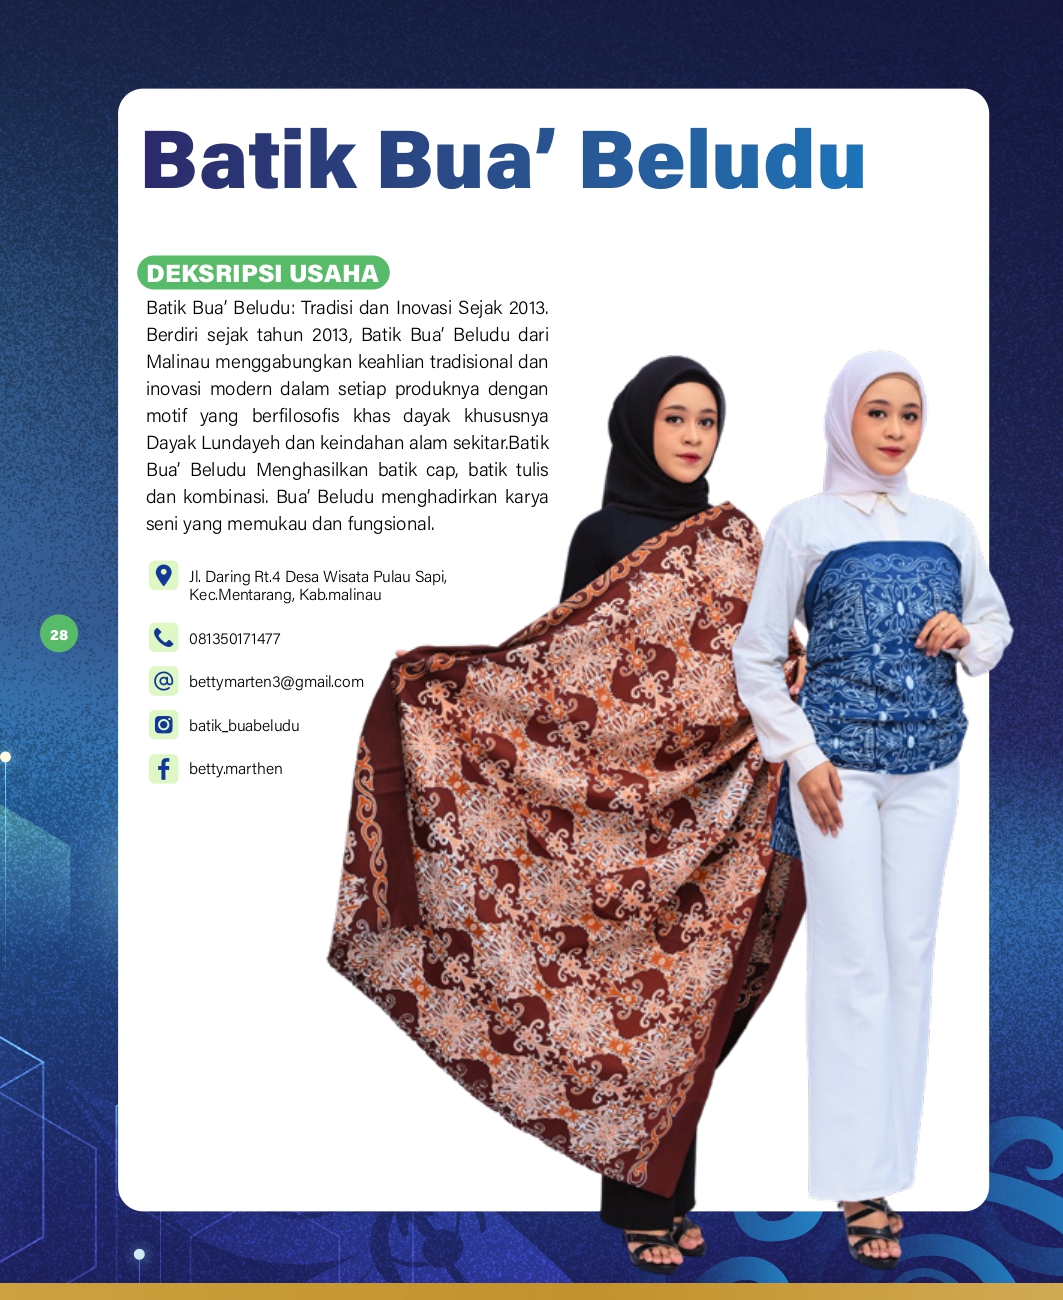 Batik Bua’ Beludu
DEKSRIPSI USAHA
Batik Bua’ Beludu: Tradisi dan Inovasi Sejak 2013.
Berdiri sejak tahun 2013, Batik Bua’ Beludu dari
Malinau menggabungkan keahlian tradisional dan
inovasi modern dalam setiap produknya dengan
motif yang berfilosofis khas dayak khususnya
Dayak Lundayeh dan keindahan alam sekitar.Batik
Bua’ Beludu Menghasilkan batik cap, batik tulis
dan kombinasi. Bua’ Beludu menghadirkan karya
seni yang memukau dan fungsional.
Jl. Daring Rt.4 Desa Wisata Pulau Sapi,
Kec.Mentarang, Kab.malinau
081350171477
bettymarten3@gmail.com
batik_buabeludu
betty.marthen
28